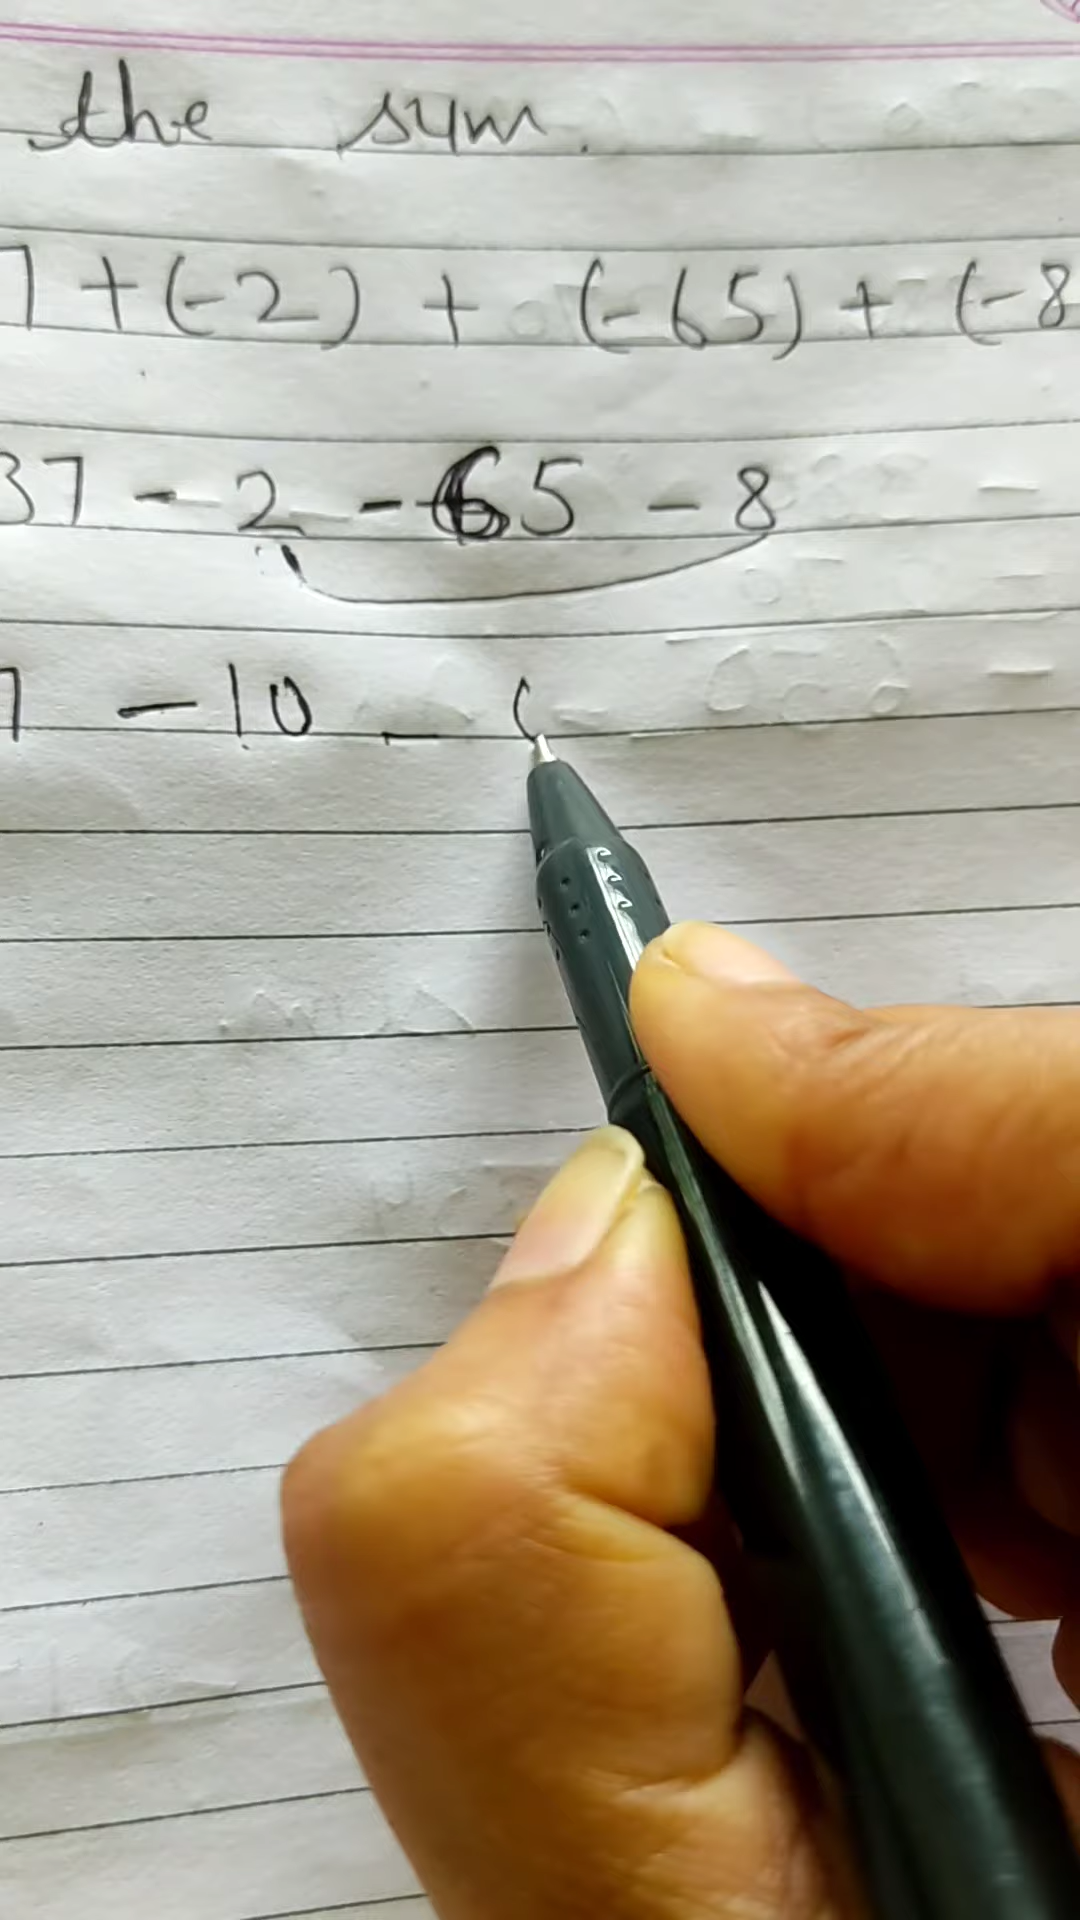 the sum.
7 + (-2) + (-65) + (-8
37 - 2 - 65 - 8
7 - 10 -